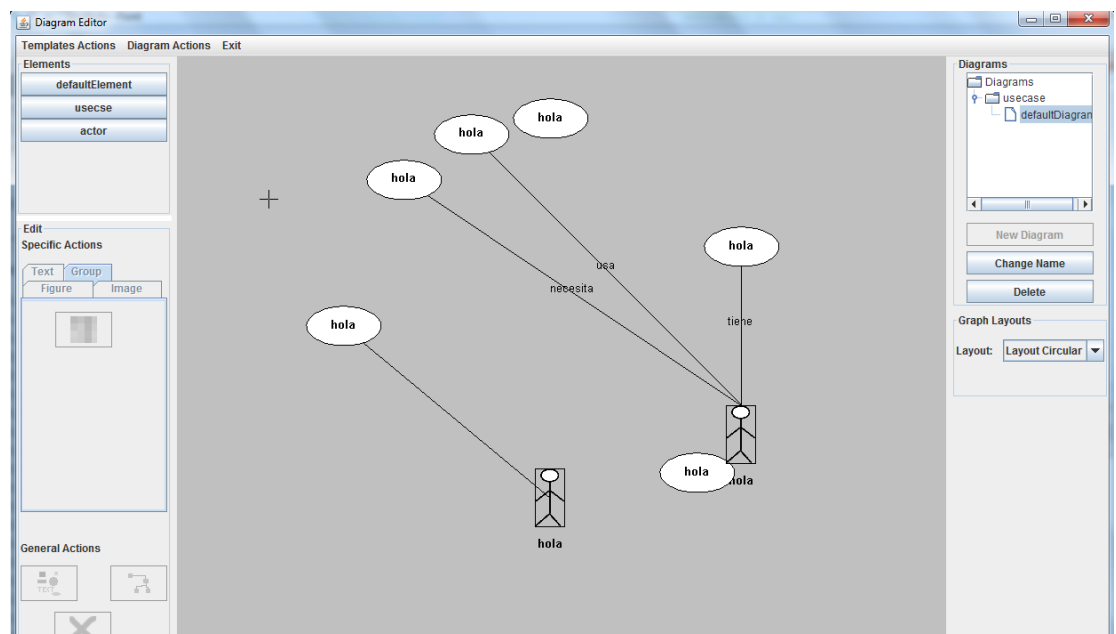 Diagram Editor
Templates Actions Diagram Actions Exit
Elements
defaultElement
usecse
actor
Edit
Specific Actions
Text Group
Figure Image
General Actions
TEXT
hola
hola
hola
hola
usa
necesita
hola
tiene
hola
hola
hola
Diagrams
Diagrams
usecase
defaultDiagran
New Diagram
Change Name
Delete
Graph Layouts
Layout: Layout Circular